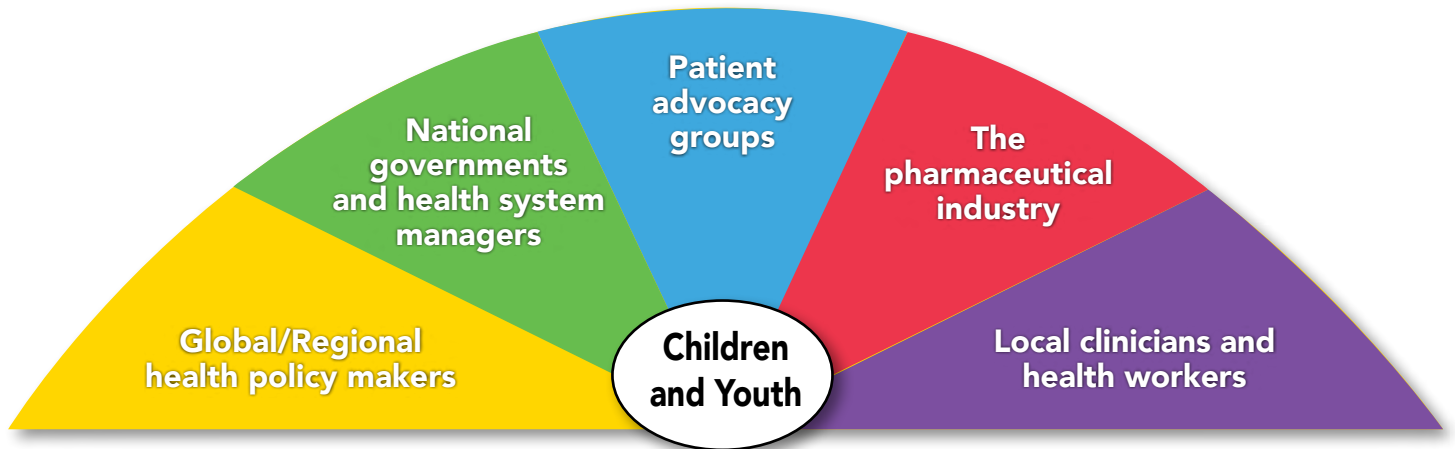 Global/Regional
health policy makers
National
governments
and health system
managers
Patient
advocacy
groups
The
pharmaceutical
industry
Local clinicians and
health workers
Children
and Youth